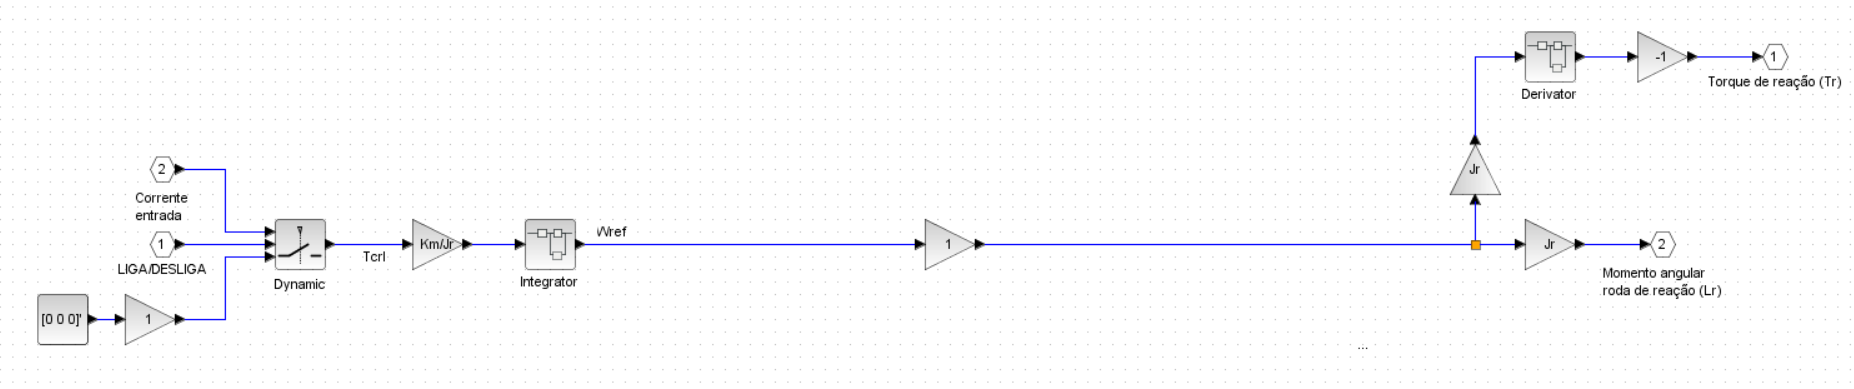 Derivator
-1
1
Torque de reação (Tr)
2
Corrente
entrada
Jr
1
LIGA/DESLIGA
Dynamic
Tcrl
Km/Jr
Integrator
Wref
1
Jr
2
Momento angular
roda de reação (Lr)
[0 0 0]'
1
...